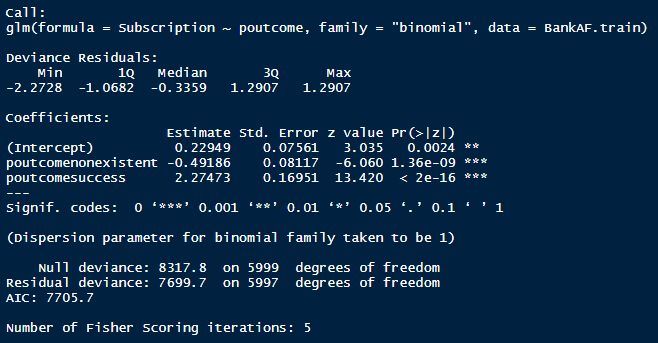 Call:
glm(formula = Subscription ~ poutcome, family = "binomial", data = BankAF.train)
Deviance Residuals:
    Min       1Q   Median       3Q      Max
-2.2728  -1.0682  -0.3359   1.2907   1.2907
Coefficients:
                    Estimate Std. Error z value Pr(>|z|)
(Intercept)          0.22949    0.07561   3.035   0.0024 **
poutcomenonexistent -0.49186    0.08117  -6.060 1.36e-09 ***
poutcomesuccess      2.27473    0.16951  13.420  < 2e-16 ***
---
Signif. codes:  0 ‘***’ 0.001 ‘**’ 0.01 ‘*’ 0.05 ‘.’ 0.1 ‘ ’ 1
(Dispersion parameter for binomial family taken to be 1)
    Null deviance: 8317.8  on 5999  degrees of freedom
Residual deviance: 7699.7  on 5997  degrees of freedom
AIC: 7705.7
Number of Fisher Scoring iterations: 5